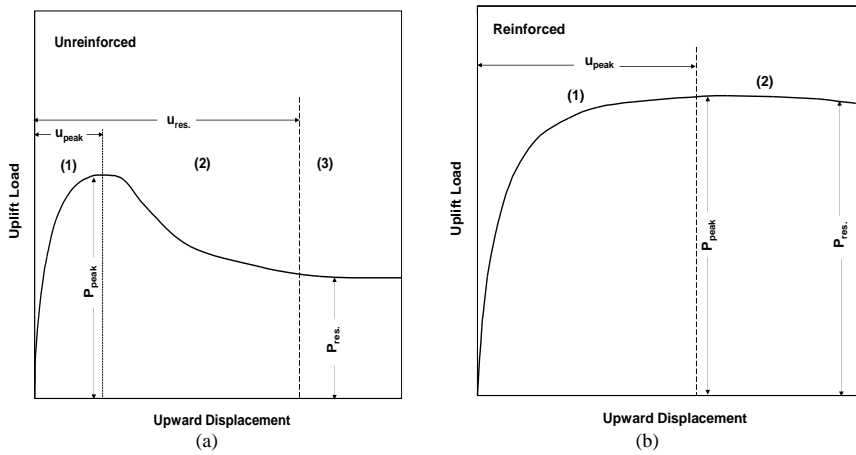 Unreinforced
u_res.
u_peak
(1)
(2)
(3)
Uplift Load
P_peak
P_res.
Upward Displacement
(a)
Reinforced
u_peak
(1)
(2)
Uplift Load
P_peak
P_res.
Upward Displacement
(b)